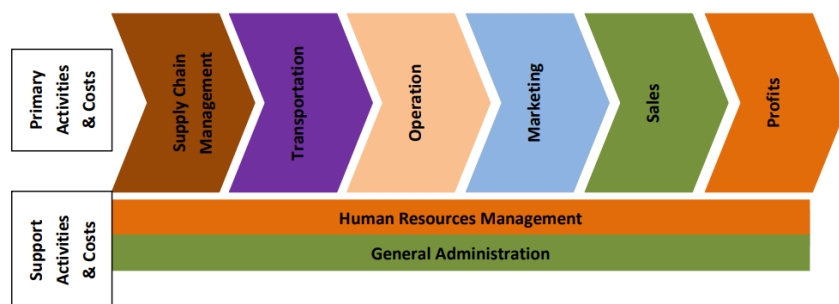 Primary
Activities
& Costs
Supply Chain
Management
Transportation
Operation
Marketing
Sales
Profits
Support
Activities
& Costs
Human Resources Management
General Administration